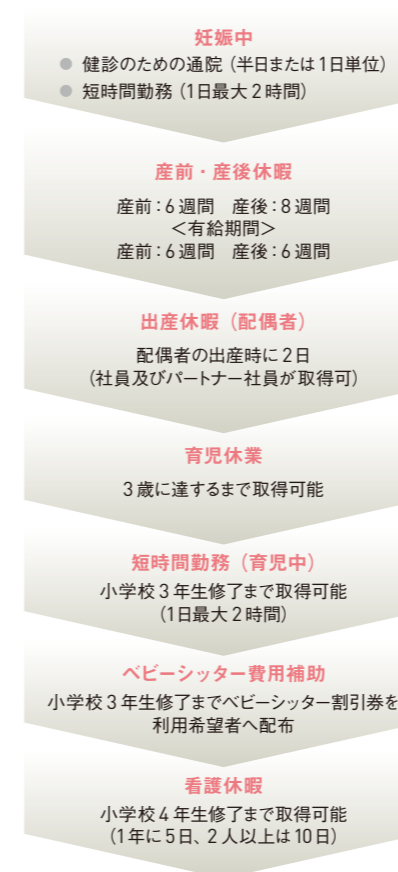 妊娠中
● 健診のための通院（半日または1日単位）
● 短時間勤務（1日最大2時間）
産前・産後休暇
産前：6週間　産後：8週間
＜有給期間＞
産前：6週間　産後：6週間
出産休暇（配偶者）
配偶者の出産時に2日
（社員及びパートナー社員が取得可）
育児休業
3歳に達するまで取得可能
短時間勤務（育児中）
小学校3年生修了まで取得可能
（1日最大2時間）
ベビーシッター費用補助
小学校3年生修了までベビーシッター割引券を
利用希望者へ配布
看護休暇
小学校4年生修了まで取得可能
（1年に5日、2人以上は10日）